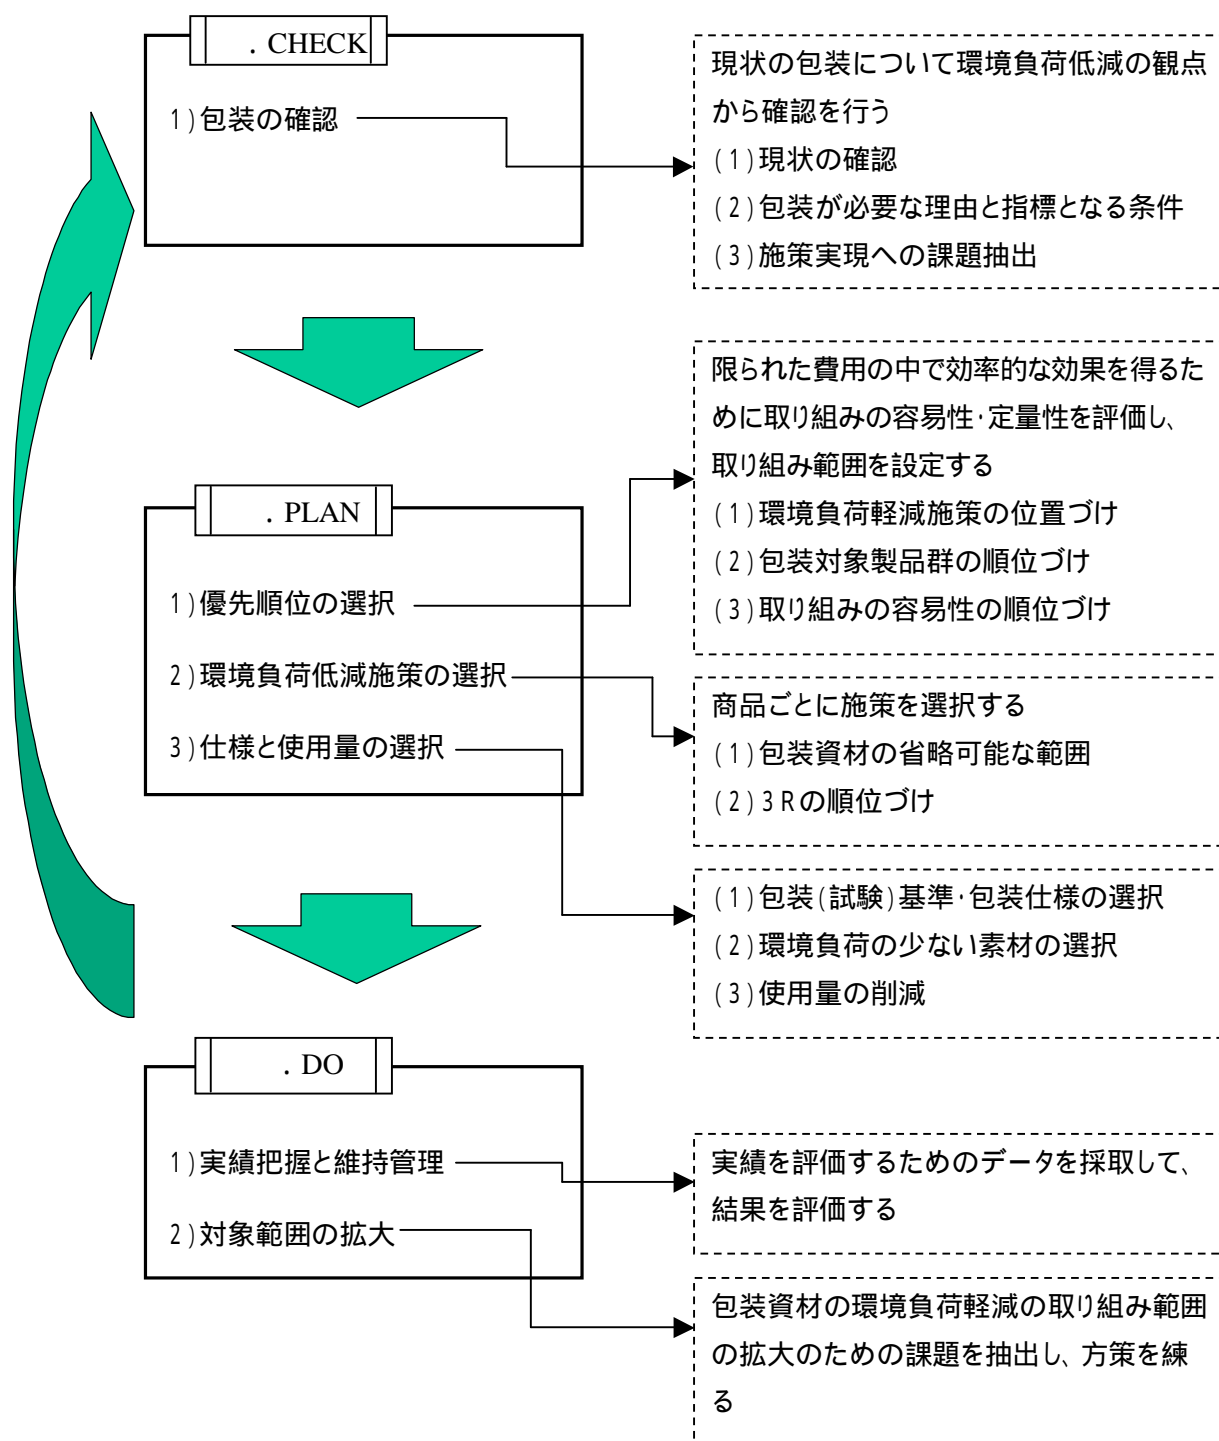 . CHECK
1)包装の確認
現状の包装について環境負荷低減の観点
から確認を行う
(1)現状の確認
(2)包装が必要な理由と指標となる条件
(3)施策実現への課題抽出
. PLAN
1)優先順位の選択
2)環境負荷低減施策の選択
3)仕様と使用量の選択
限られた費用の中で効率的な効果を得るた
めに取り組みの容易性・定量性を評価し、
取り組み範囲を設定する
(1)環境負荷軽減施策の位置づけ
(2)包装対象製品群の順位づけ
(3)取り組みの容易性の順位づけ
商品ごとに施策を選択する
(1)包装資材の省略可能な範囲
(2)3Rの順位づけ
(1)包装(試験)基準・包装仕様の選択
(2)環境負荷の少ない素材の選択
(3)使用量の削減
. DO
1)実績把握と維持管理
2)対象範囲の拡大
実績を評価するためのデータを採取して、
結果を評価する
包装資材の環境負荷軽減の取り組み範囲
の拡大のための課題を抽出し、方策を練
る